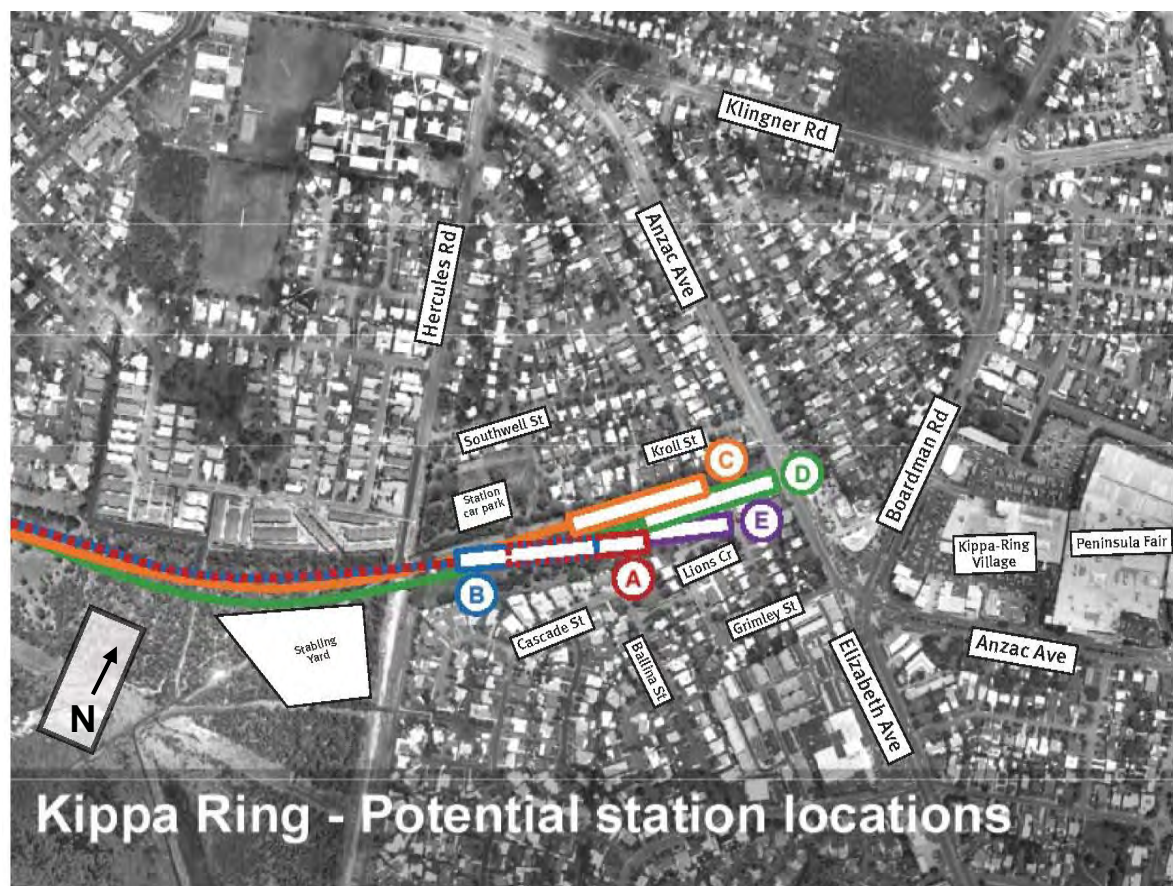 Klingner Rd
Anzac Ave
Hercules Rd
Southwell St
Kroll St
C
D
Boardman Rd
Station
car park
E
Kippa-Ring
Village
Peninsula Fair
A
B
Lions Cr
Cascade St
Grimley St
Ballina St
Stabling
Yard
Anzac Ave
Elizabeth Ave
N
Kippa Ring - Potential station locations